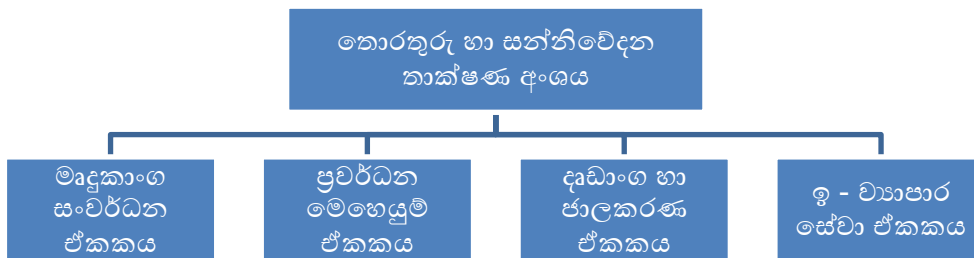 තොරතුරු හා සන්නිවේදන
තාක්ෂණ අංශය
මෘදුකාංග
සංවර්ධන
ඒකකය
ප්‍රවර්ධන
මෙහෙයුම්
ඒකකය
දෘඩාංග හා
ජාලකරණ
ඒකකය
ඉ - ව්‍යාපාර
සේවා ඒකකය